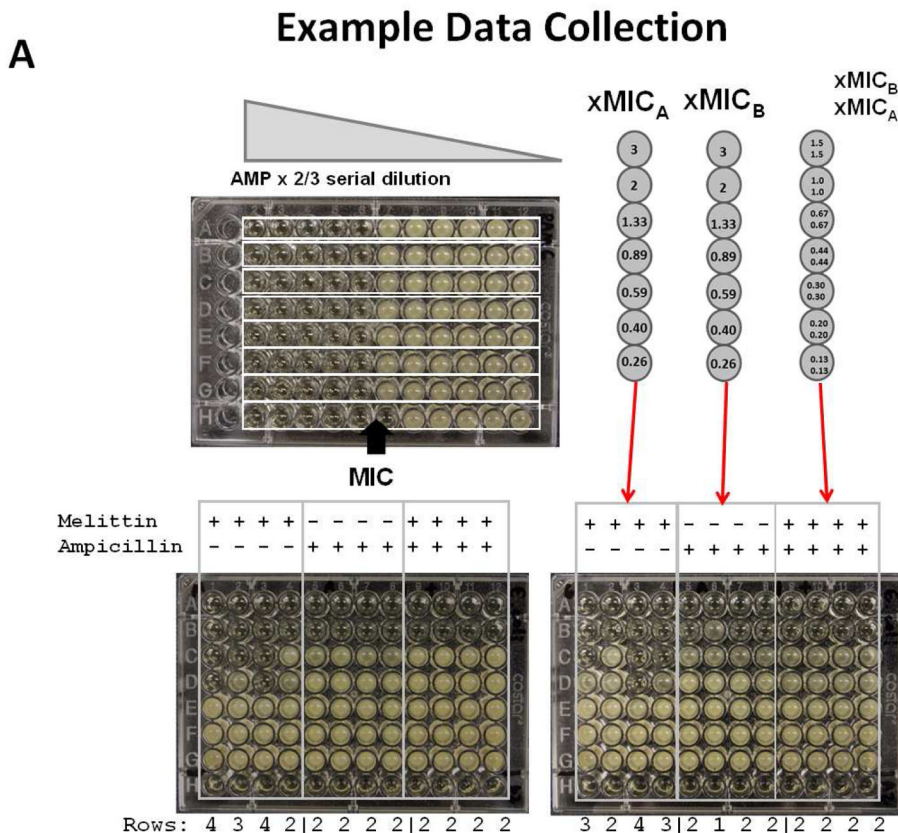 Example Data Collection
A
xMIC_A xMIC_B xMIC_B
xMIC_A
AMP x 2/3 serial dilution
3 3 1.5
1.5
2 2 1.0
1.0
1.33 1.33 0.67
0.67
0.89 0.89 0.44
0.44
0.59 0.59 0.30
0.30
0.40 0.40 0.20
0.20
0.26 0.26 0.13
0.13
A
B
C
D
E
F
G
H
MIC
Melittin + + + + - - - - + + + +
Ampicillin - - - - + + + + + + + +
+ + + + - - - - + + + +
- - - - + + + + + + + +
A
B
C
D
E
F
G
H
A
B
C
D
E
F
G
H
Rows: 4 3 4 2|2 2 2 2|2 2 2 2
3 2 4 3|2 1 2 2|2 2 2 2